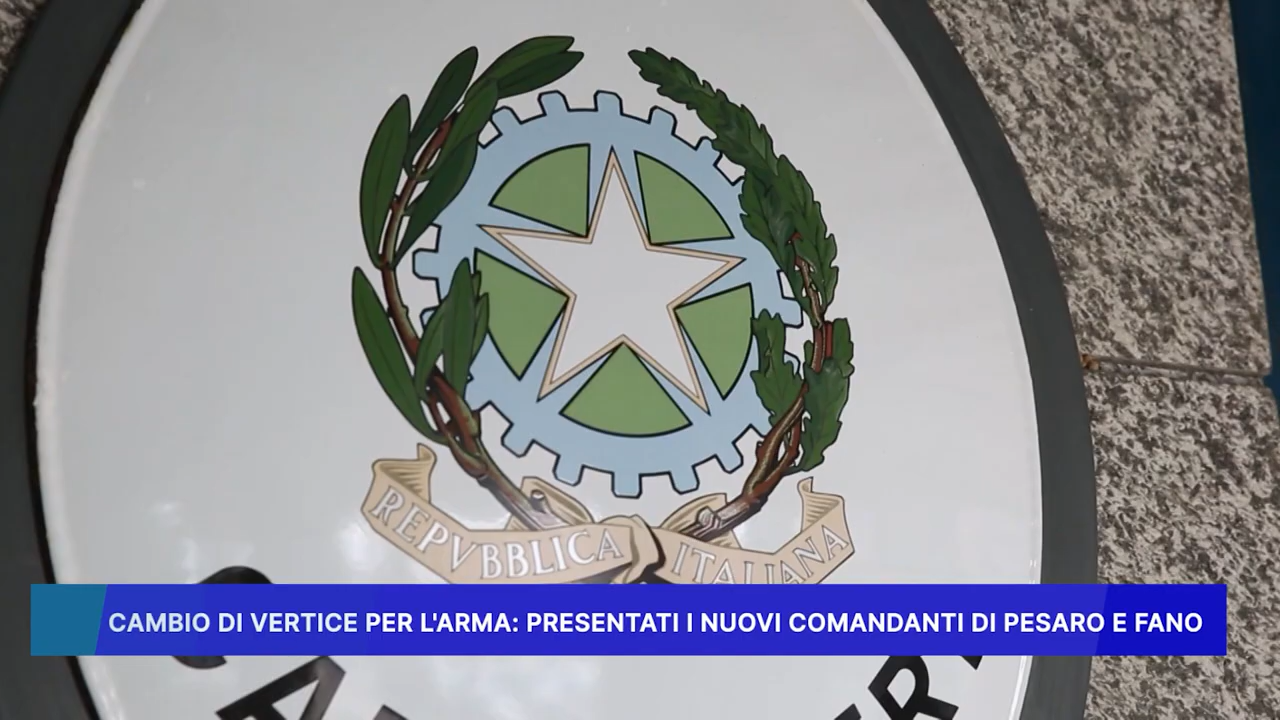 REPVBBLICA ITALIANA
CAMBIO DI VERTICE PER L'ARMA: PRESENTATI I NUOVI COMANDANTI DI PESARO E FANO